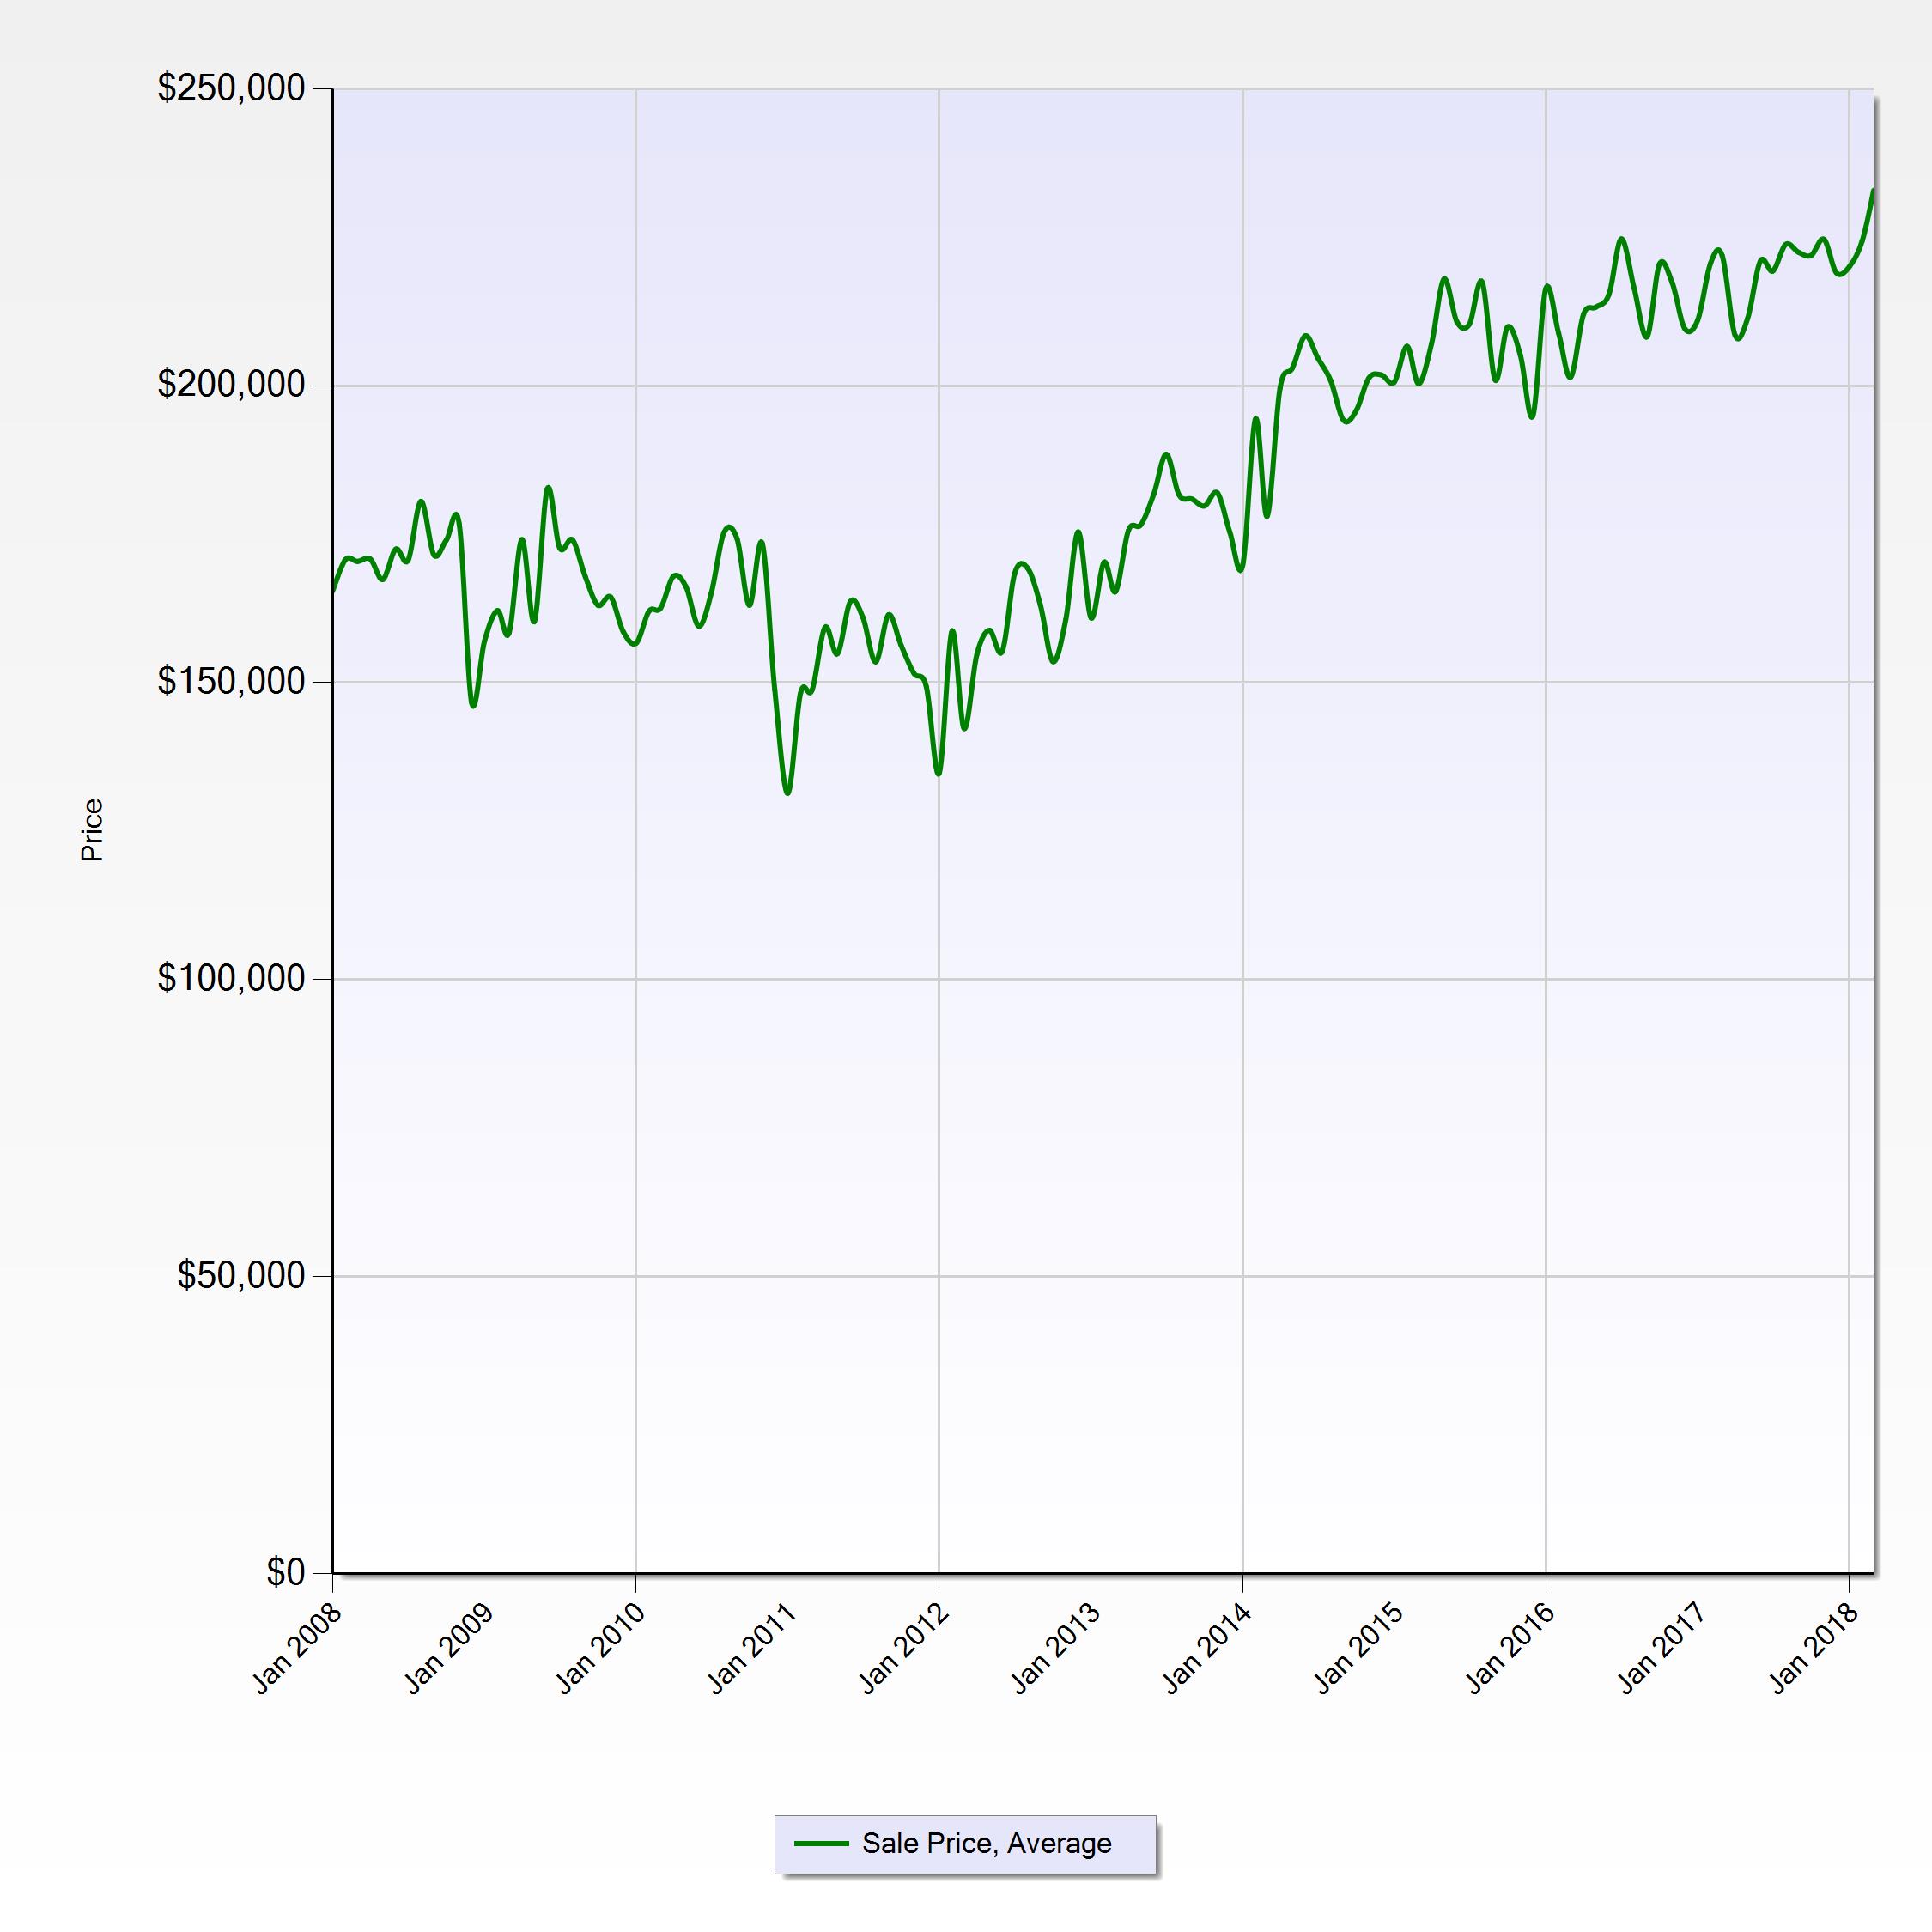 $250,000
$200,000
$150,000
$100,000
$50,000
$0
Price
Jan 2008
Jan 2009
Jan 2010
Jan 2011
Jan 2012
Jan 2013
Jan 2014
Jan 2015
Jan 2016
Jan 2017
Jan 2018
Sale Price, Average